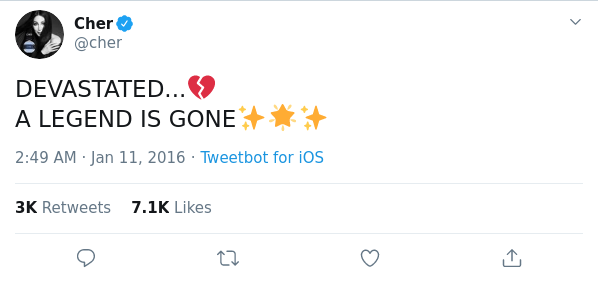 Cher
@cher
DEVASTATED...💔
A LEGEND IS GONE✨🌟✨
2:49 AM · Jan 11, 2016 · Tweetbot for iOS
3K Retweets 7.1K Likes